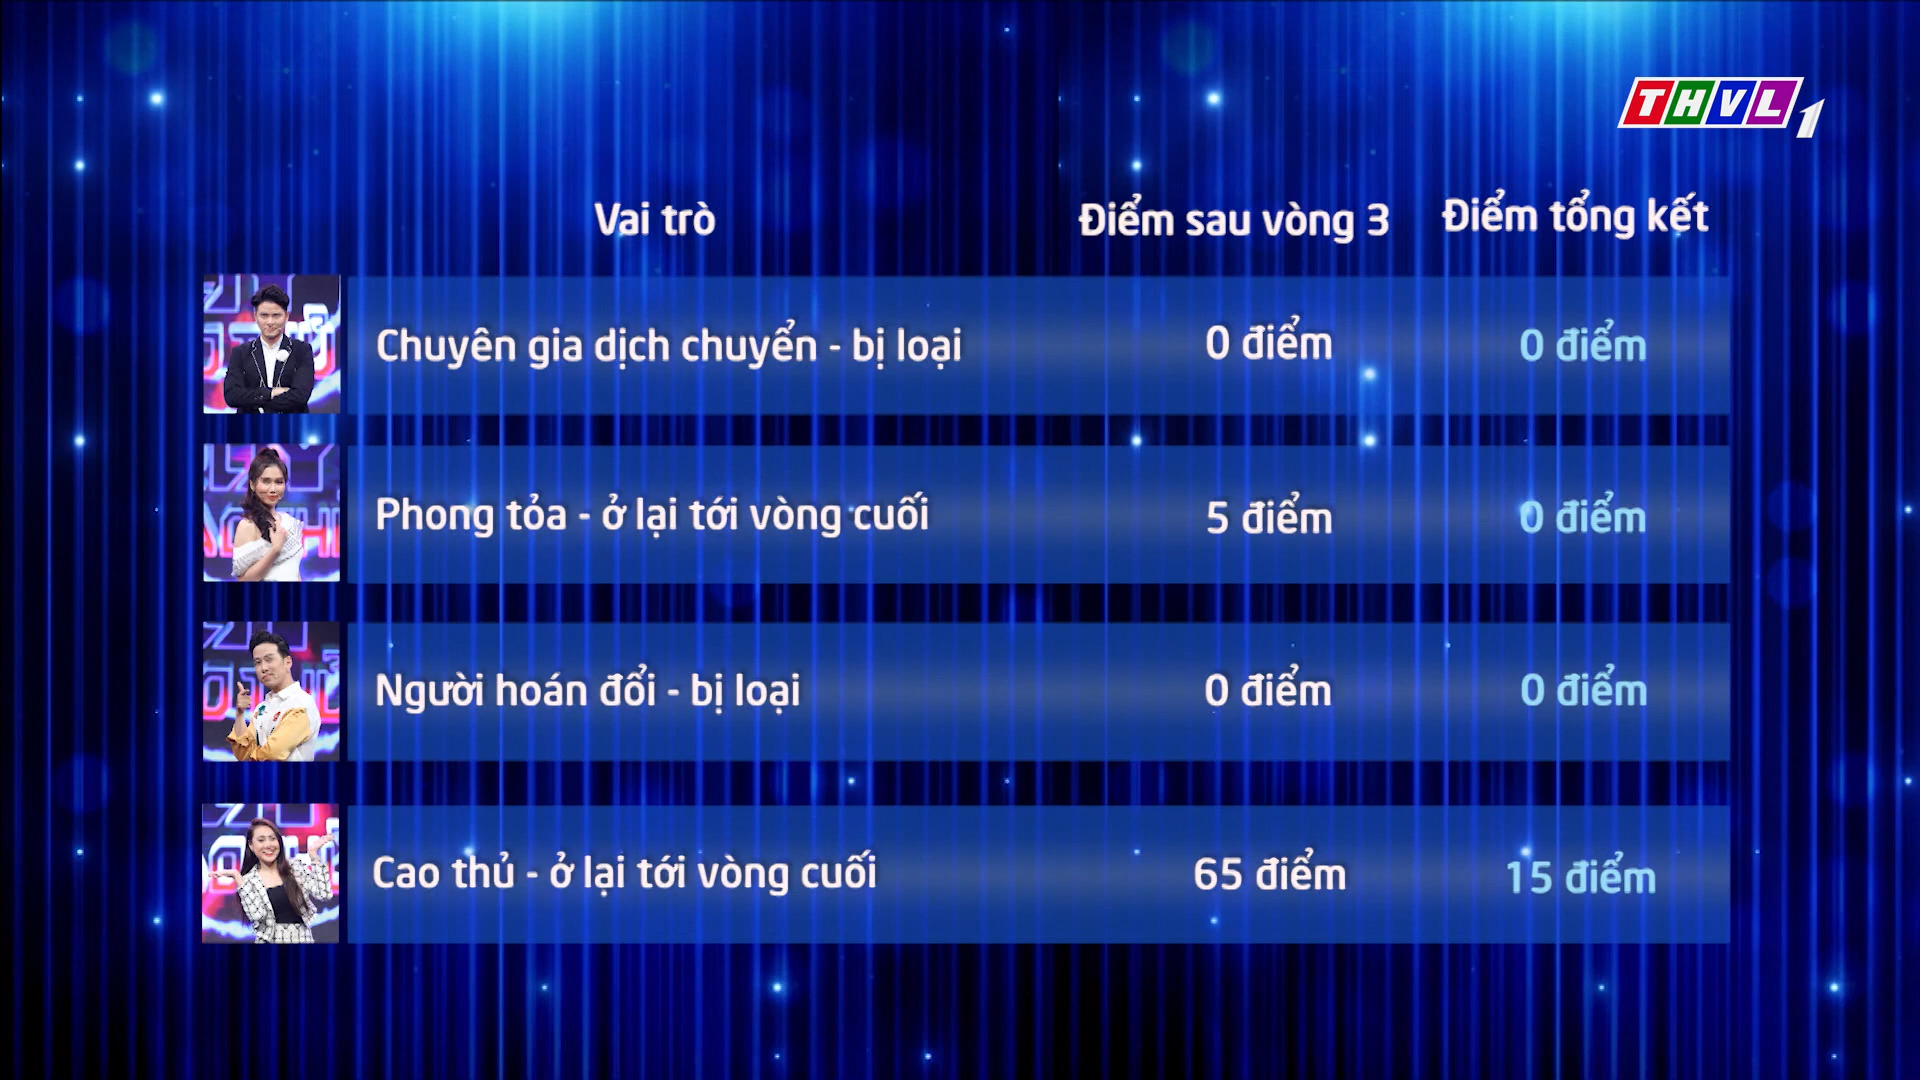 THVL1
Vai trò Điểm sau vòng 3 Điểm tổng kết
Chuyên gia dịch chuyển - bị loại 0 điểm 0 điểm
Phong tỏa - ở lại tới vòng cuối 5 điểm 0 điểm
Người hoán đổi - bị loại 0 điểm 0 điểm
Cao thủ - ở lại tới vòng cuối 65 điểm 15 điểm